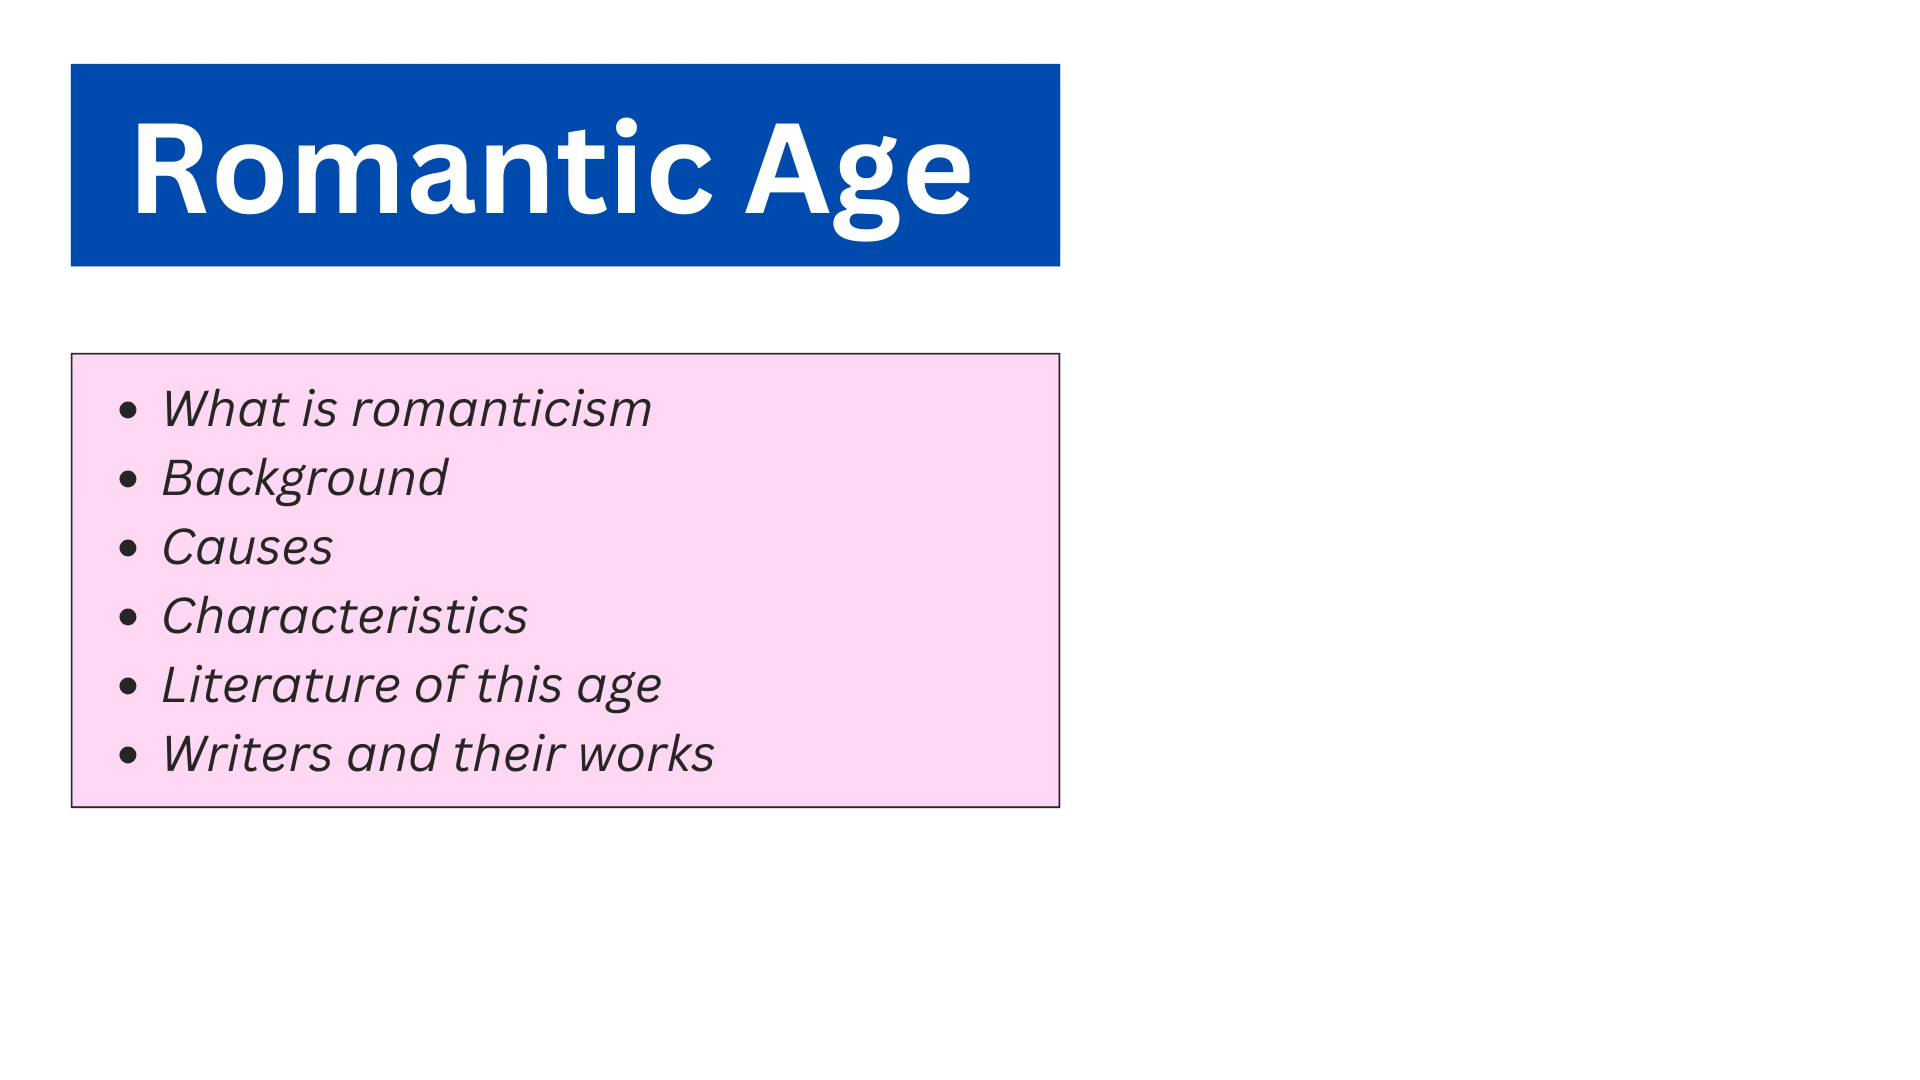 Romantic Age
• What is romanticism
• Background
• Causes
• Characteristics
• Literature of this age
• Writers and their works